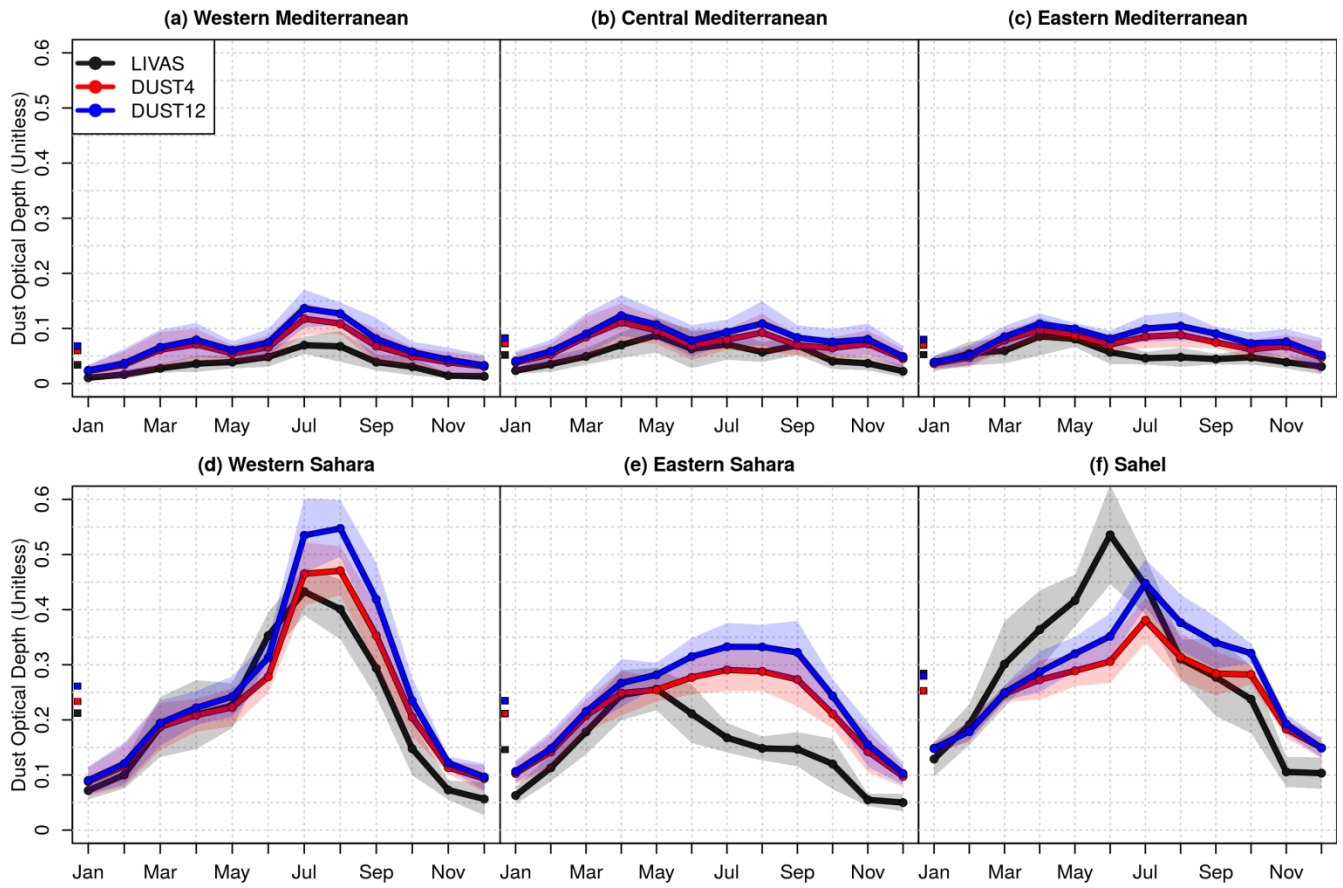 (a) Western Mediterranean
(b) Central Mediterranean
(c) Eastern Mediterranean
Dust Optical Depth (Unitless)
0.6
0.5
0.4
0.3
0.2
0.1
0
LIVAS
DUST4
DUST12
Jan Mar May Jul Sep Nov
Jan Mar May Jul Sep Nov
Jan Mar May Jul Sep Nov
(d) Western Sahara
(e) Eastern Sahara
(f) Sahel
Dust Optical Depth (Unitless)
0.6
0.5
0.4
0.3
0.2
0.1
0
Jan Mar May Jul Sep Nov
Jan Mar May Jul Sep Nov
Jan Mar May Jul Sep Nov